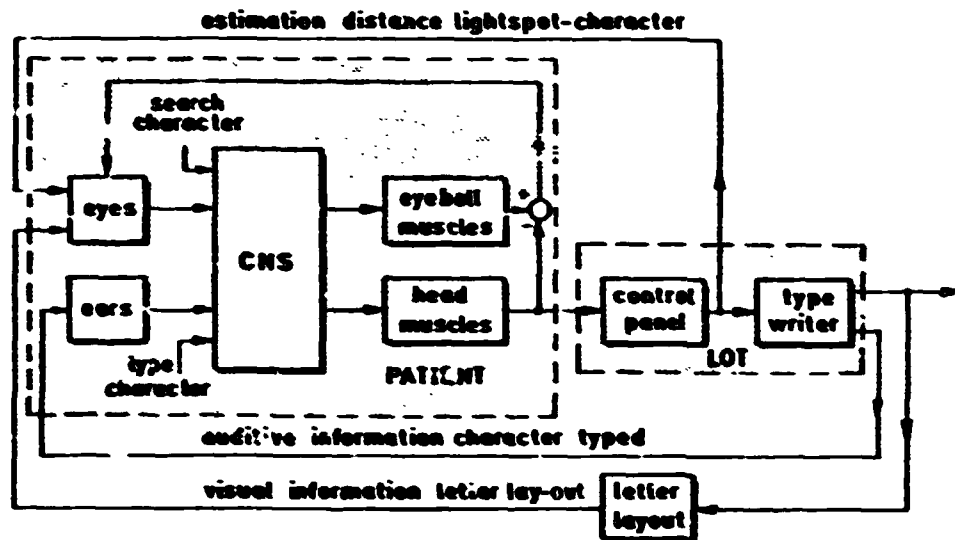 estimation distance lightspot-character
search
character
eyes
eyeball
muscles
+
-
CNS
ears
head
muscles
control
panel
type
writer
type
character
PATIENT
LOT
auditive information character typed
visual information letter lay-out
letter
layout